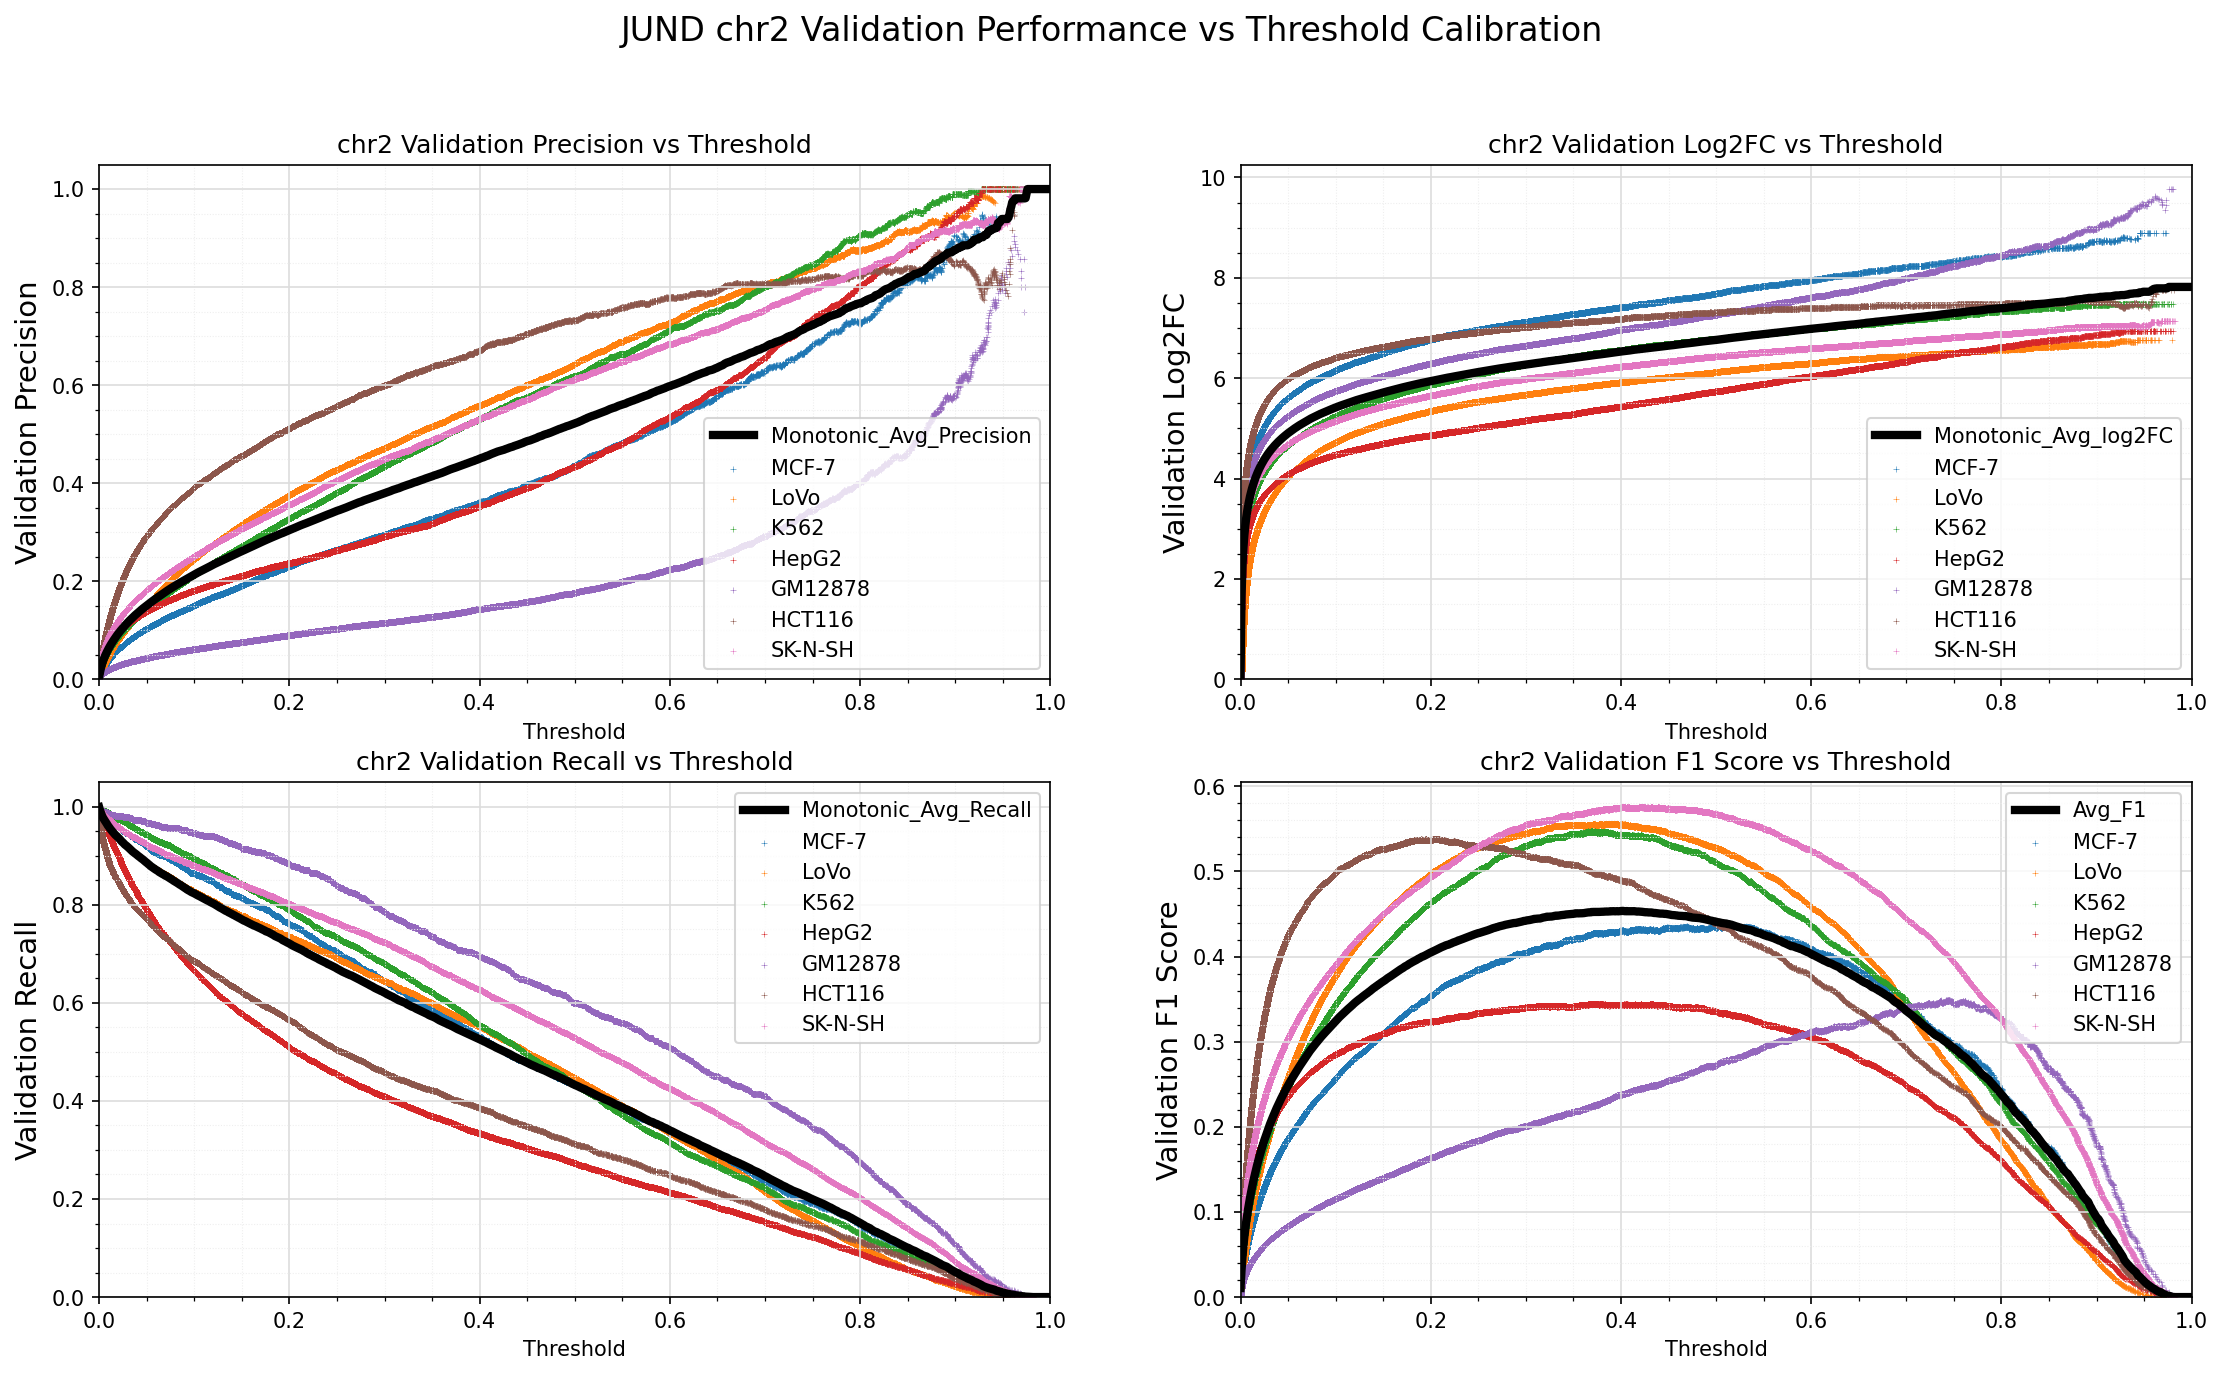 JUND chr2 Validation Performance vs Threshold Calibration
chr2 Validation Precision vs Threshold
Validation Precision
1.0
0.8
0.6
0.4
0.2
0.0
Monotonic_Avg_Precision
MCF-7
LoVo
K562
HepG2
GM12878
HCT116
SK-N-SH
0.0 0.2 0.4 0.6 0.8 1.0
Threshold
chr2 Validation Log2FC vs Threshold
Validation Log2FC
10
8
6
4
2
0
Monotonic_Avg_log2FC
MCF-7
LoVo
K562
HepG2
GM12878
HCT116
SK-N-SH
0.0 0.2 0.4 0.6 0.8 1.0
Threshold
chr2 Validation Recall vs Threshold
Validation Recall
1.0
0.8
0.6
0.4
0.2
0.0
Monotonic_Avg_Recall
MCF-7
LoVo
K562
HepG2
GM12878
HCT116
SK-N-SH
0.0 0.2 0.4 0.6 0.8 1.0
Threshold
chr2 Validation F1 Score vs Threshold
Validation F1 Score
0.6
0.5
0.4
0.3
0.2
0.1
0.0
Avg_F1
MCF-7
LoVo
K562
HepG2
GM12878
HCT116
SK-N-SH
0.0 0.2 0.4 0.6 0.8 1.0
Threshold